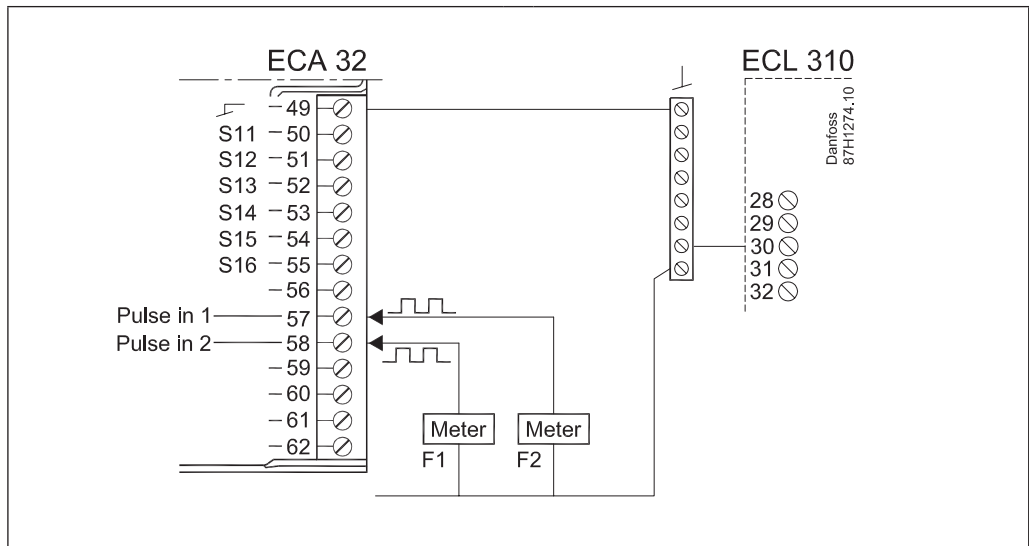 ECA 32
ECL 310
Danfoss
87H1274.10
49
S11 50
S12 51
S13 52
S14 53
S15 54
S16 55
56
Pulse in 1 57
Pulse in 2 58
59
60
61
62
28
29
30
31
32
Meter
F1
Meter
F2